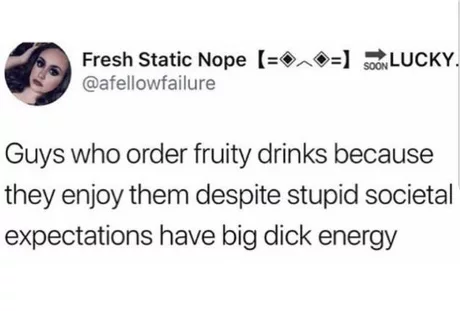 Fresh Static Nope【=◈︿◈=】 SOON LUCKY.
@afellowfailure
Guys who order fruity drinks because
they enjoy them despite stupid societal
expectations have big dick energy